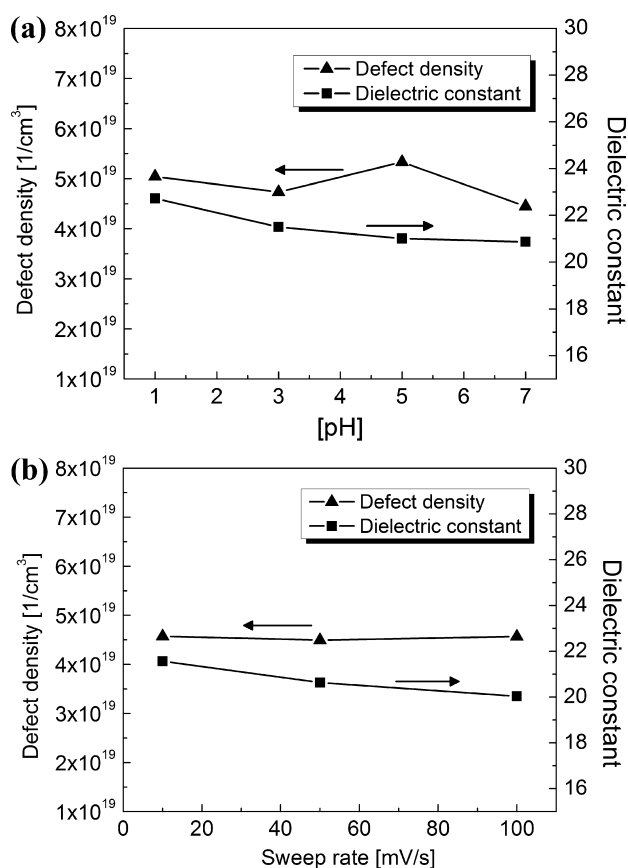 (a)
8x10^19
7x10^19
6x10^19
5x10^19
4x10^19
3x10^19
2x10^19
1x10^19
Defect density [1/cm^3]
Defect density
Dielectric constant
30
28
26
24
22
20
18
16
Dielectric constant
1 2 3 4 5 6 7
[pH]
(b)
8x10^19
7x10^19
6x10^19
5x10^19
4x10^19
3x10^19
2x10^19
1x10^19
Defect density [1/cm^3]
Defect density
Dielectric constant
30
28
26
24
22
20
18
16
Dielectric constant
0 20 40 60 80 100
Sweep rate [mV/s]